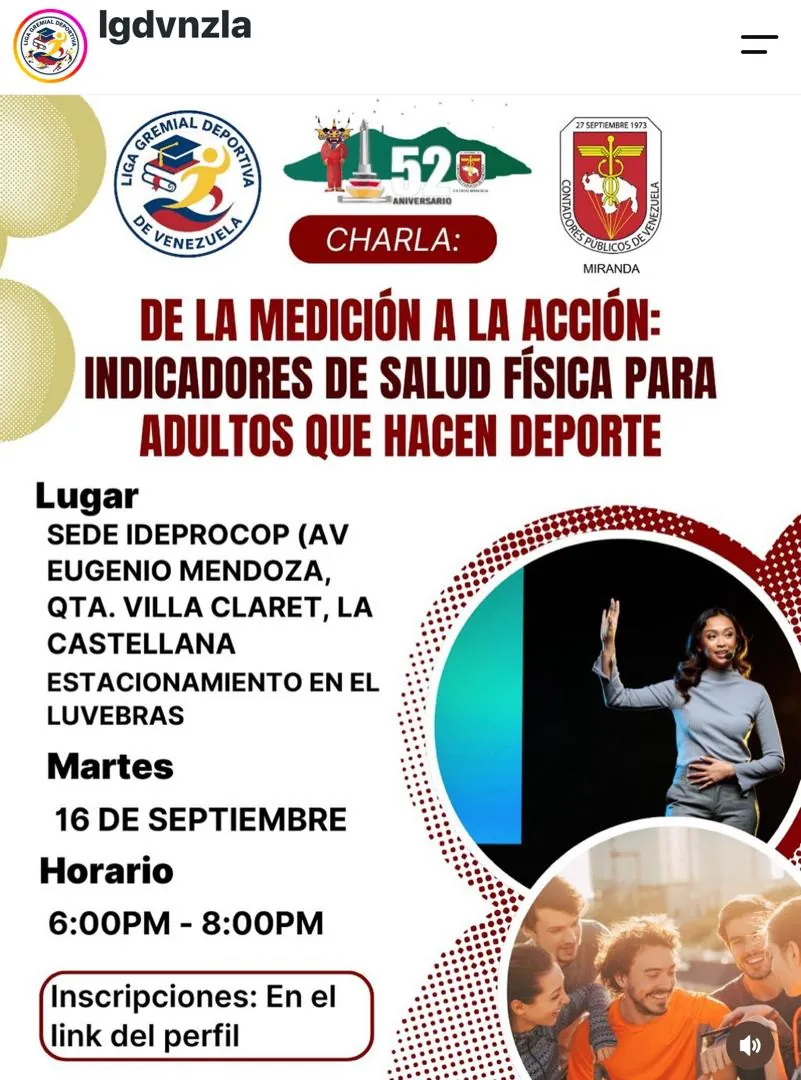 lgdvnzla
LIGA GREMIAL DEPORTIVA
DE VENEZUELA
52
ANIVERSARIO
27 SEPTIEMBRE 1973
CONTADORES PÚBLICOS DE VENEZUELA
MIRANDA
CHARLA:
DE LA MEDICIÓN A LA ACCIÓN:
INDICADORES DE SALUD FÍSICA PARA
ADULTOS QUE HACEN DEPORTE
Lugar
SEDE IDEPROCOP (AV
EUGENIO MENDOZA,
QTA. VILLA CLARET, LA
CASTELLANA
ESTACIONAMIENTO EN EL
LUVEBRAS
Martes
16 DE SEPTIEMBRE
Horario
6:00PM - 8:00PM
Inscripciones: En el
link del perfil